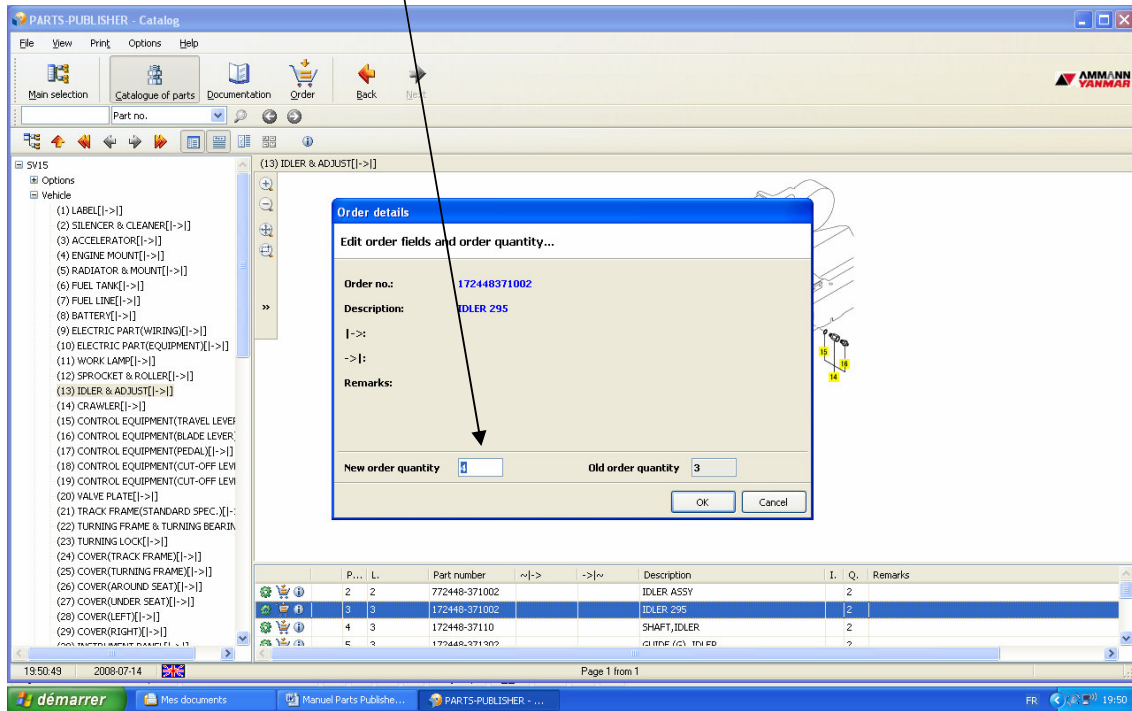 PARTS-PUBLISHER - Catalog
File View Print Options Help
Main selection Catalogue of parts Documentation Order Back Next
AMMANN
YANMAR
Part no.
SV15
Options
Vehicle
(1) LABEL[|->|]
(2) SILENCER & CLEANER[|->|]
(3) ACCELERATOR[|->|]
(4) ENGINE MOUNT[|->|]
(5) RADIATOR & MOUNT[|->|]
(6) FUEL TANK[|->|]
(7) FUEL LINE[|->|]
(8) BATTERY[|->|]
(9) ELECTRIC PART(WIRING)[|->|]
(10) ELECTRIC PART(EQUIPMENT)[|->|]
(11) WORK LAMP[|->|]
(12) SPROCKET & ROLLER[|->|]
(13) IDLER & ADJUST[|->|]
(14) CRAWLER[|->|]
(15) CONTROL EQUIPMENT(TRAVEL LEVER
(16) CONTROL EQUIPMENT(BLADE LEVER)
(17) CONTROL EQUIPMENT(PEDAL)[|->|]
(18) CONTROL EQUIPMENT(CUT-OFF LEVE
(19) CONTROL EQUIPMENT(CUT-OFF LEVE
(20) VALVE PLATE[|->|]
(21) TRACK FRAME(STANDARD SPEC.)[|-
(22) TURNING FRAME & TURNING BEARIN
(23) TURNING LOCK[|->|]
(24) COVER(TRACK FRAME)[|->|]
(25) COVER(TURNING FRAME)[|->|]
(26) COVER(AROUND SEAT)[|->|]
(27) COVER(UNDER SEAT)[|->|]
(28) COVER(LEFT)[|->|]
(29) COVER(RIGHT)[|->|]
(13) IDLER & ADJUST[|->|]
»
Order details
Edit order fields and order quantity...
Order no.: 172448371002
Description: IDLER 295
|->:
->|:
Remarks:
New order quantity 4 Old order quantity 3
OK Cancel
15
16
14
P... L. Part number ~|-> ->|~ Description I. Q. Remarks
2 2 772448-371002 IDLER ASSY 2
3 3 172448-371002 IDLER 295 2
4 3 172448-37110 SHAFT,IDLER 2
5 3 172448-371302 GUIDE (G), IDLER 2
19:50:49 2008-07-14 Page 1 from 1
démarrer Mes documents Manuel Parts Publishe... PARTS-PUBLISHER - ... FR 19:50